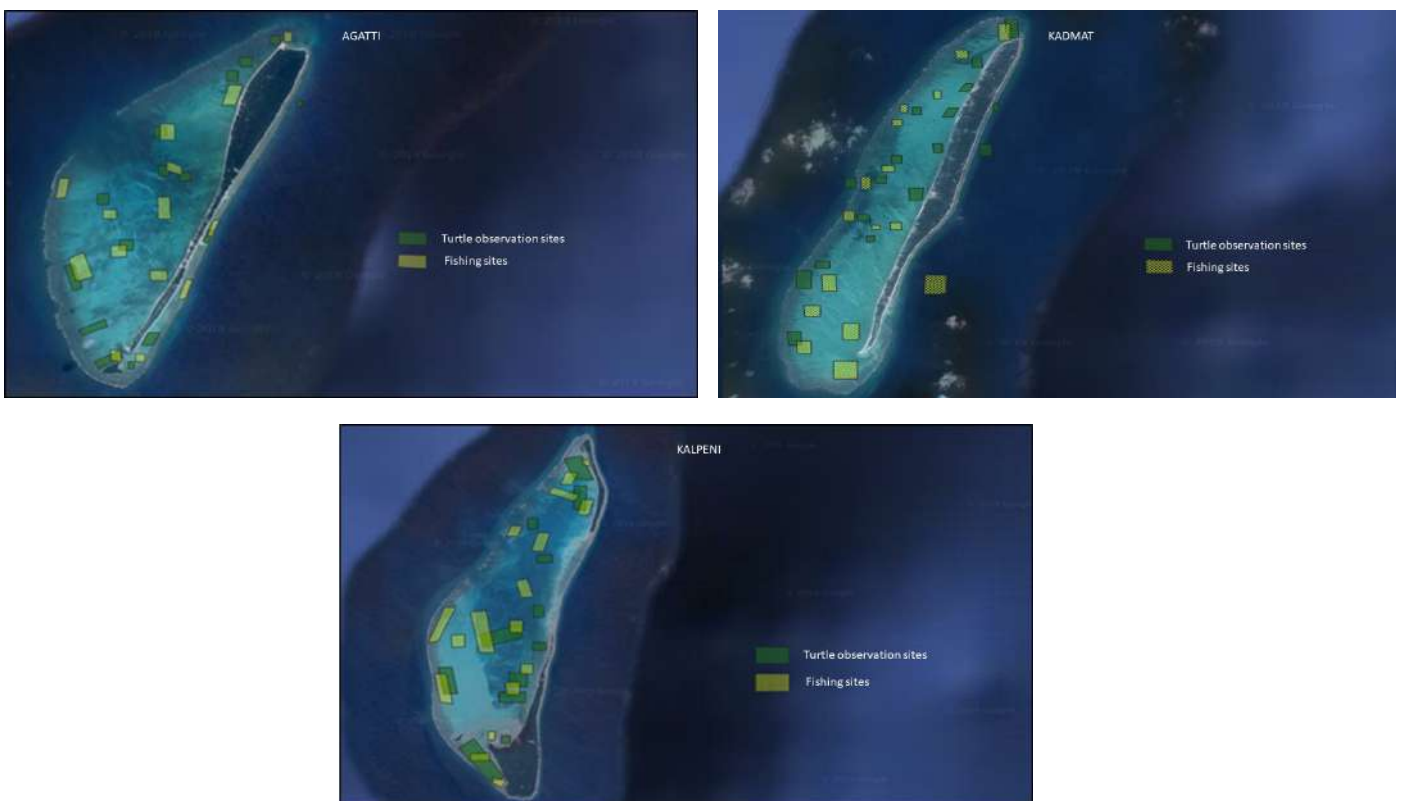 AGATTI
Turtle observation sites
Fishing sites
KADMAT
Turtle observation sites
Fishing sites
KALPENI
Turtle observation sites
Fishing sites